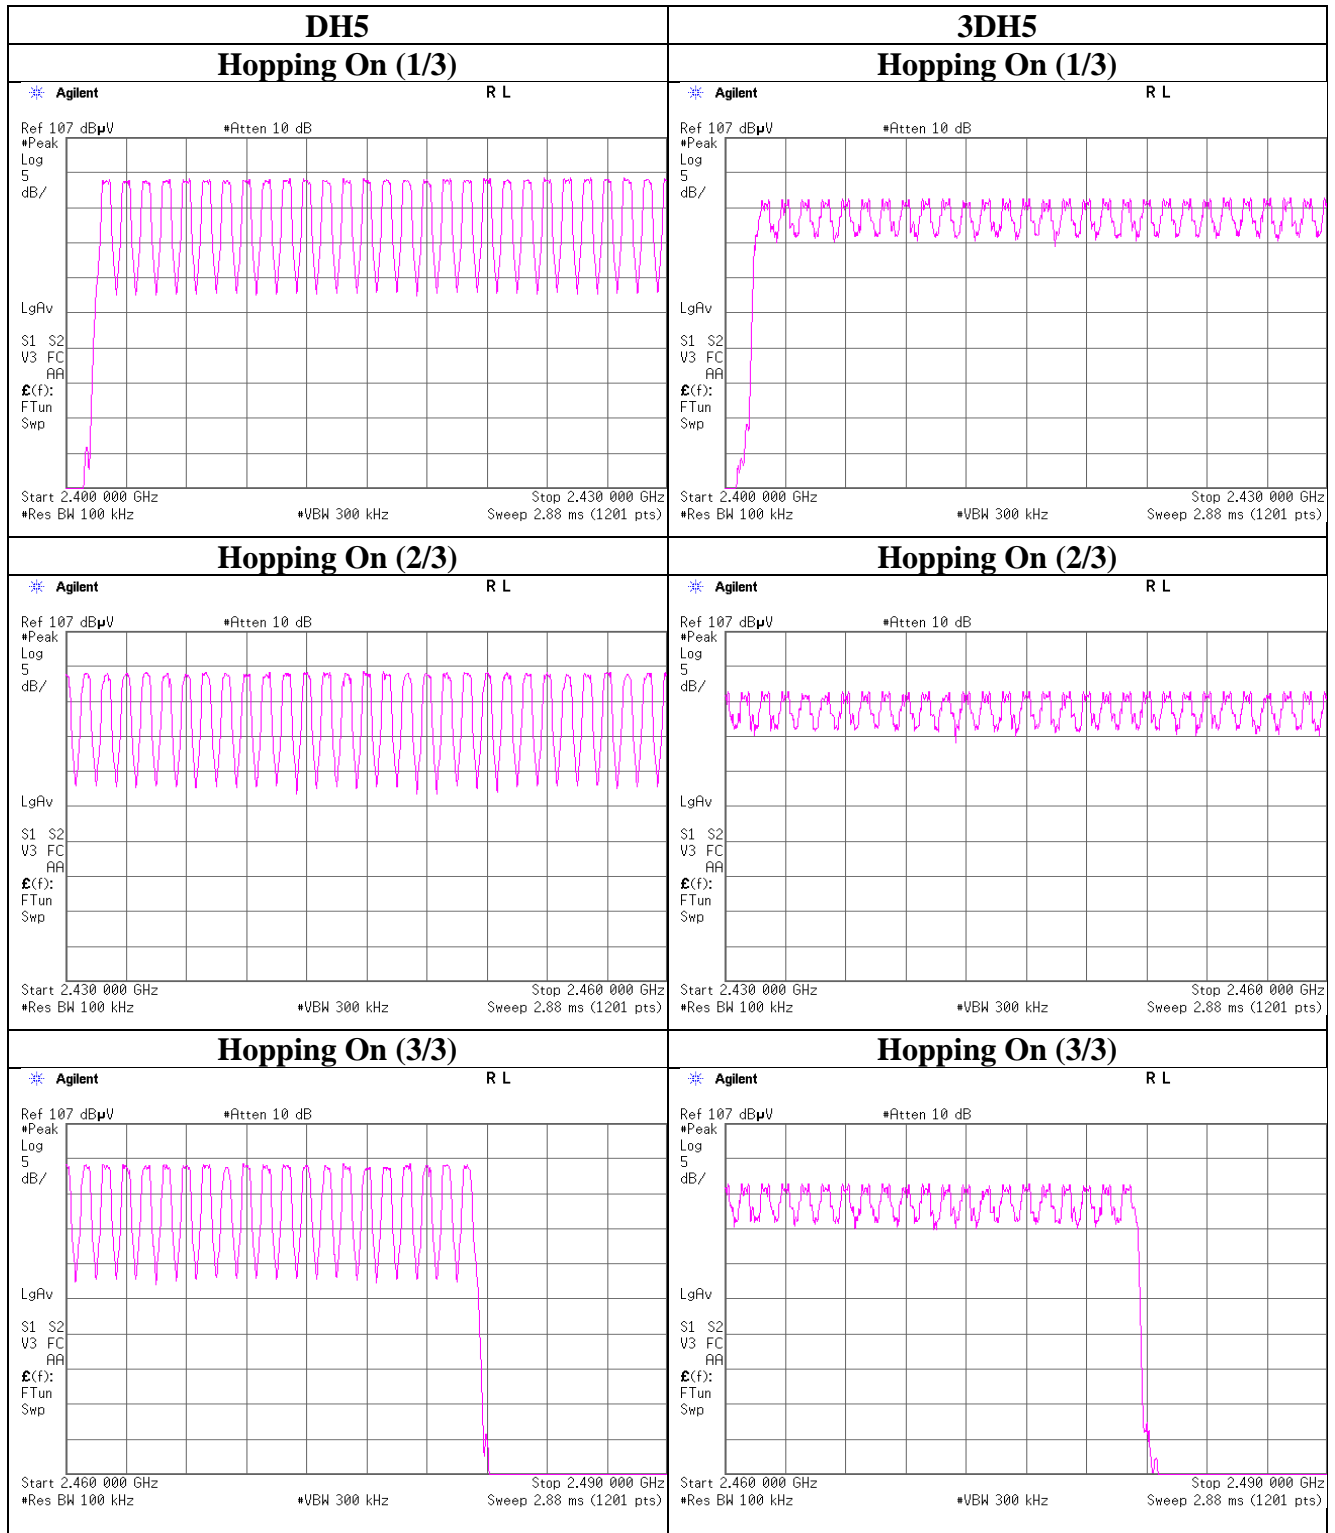 DH5
3DH5
Hopping On (1/3)
Hopping On (1/3)
Agilent R L
Ref 107 dBµV #Atten 10 dB
#Peak
Log
5
dB/
LgAv
S1 S2
V3 FC
AA
£(f):
FTun
Swp
Start 2.400 000 GHz Stop 2.430 000 GHz
#Res BW 100 kHz #VBW 300 kHz Sweep 2.88 ms (1201 pts)
Agilent R L
Ref 107 dBµV #Atten 10 dB
#Peak
Log
5
dB/
LgAv
S1 S2
V3 FC
AA
£(f):
FTun
Swp
Start 2.400 000 GHz Stop 2.430 000 GHz
#Res BW 100 kHz #VBW 300 kHz Sweep 2.88 ms (1201 pts)
Hopping On (2/3)
Hopping On (2/3)
Agilent R L
Ref 107 dBµV #Atten 10 dB
#Peak
Log
5
dB/
LgAv
S1 S2
V3 FC
AA
£(f):
FTun
Swp
Start 2.430 000 GHz Stop 2.460 000 GHz
#Res BW 100 kHz #VBW 300 kHz Sweep 2.88 ms (1201 pts)
Agilent R L
Ref 107 dBµV #Atten 10 dB
#Peak
Log
5
dB/
LgAv
S1 S2
V3 FC
AA
£(f):
FTun
Swp
Start 2.430 000 GHz Stop 2.460 000 GHz
#Res BW 100 kHz #VBW 300 kHz Sweep 2.88 ms (1201 pts)
Hopping On (3/3)
Hopping On (3/3)
Agilent R L
Ref 107 dBµV #Atten 10 dB
#Peak
Log
5
dB/
LgAv
S1 S2
V3 FC
AA
£(f):
FTun
Swp
Start 2.460 000 GHz Stop 2.490 000 GHz
#Res BW 100 kHz #VBW 300 kHz Sweep 2.88 ms (1201 pts)
Agilent R L
Ref 107 dBµV #Atten 10 dB
#Peak
Log
5
dB/
LgAv
S1 S2
V3 FC
AA
£(f):
FTun
Swp
Start 2.460 000 GHz Stop 2.490 000 GHz
#Res BW 100 kHz #VBW 300 kHz Sweep 2.88 ms (1201 pts)